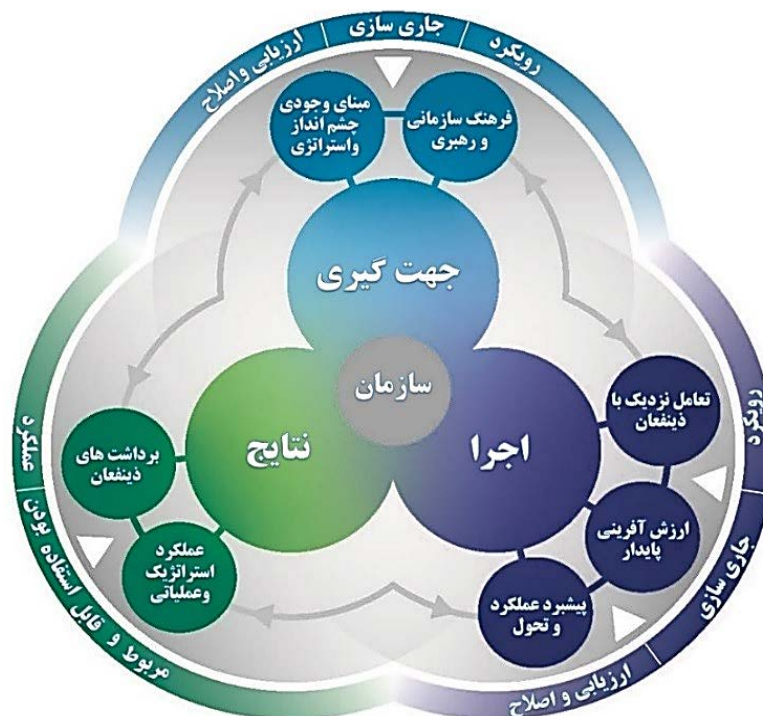 رویکرد
جاری سازی
ارزیابی و اصلاح
فرهنگ سازمانی
و رهبری
مبنای وجودی
چشم انداز
واستراتژی
جهت گیری
سازمان
اجرا
نتایج
تعامل نزدیک با
ذینفعان
ارزش آفرینی
پایدار
پیشبرد عملکرد
و تحول
رویکرد
جاری سازی
ارزیابی و اصلاح
برداشت های
ذینفعان
عملکرد
استراتژیک
وعملیاتی
عملکرد
مربوط و قابل استفاده بودن